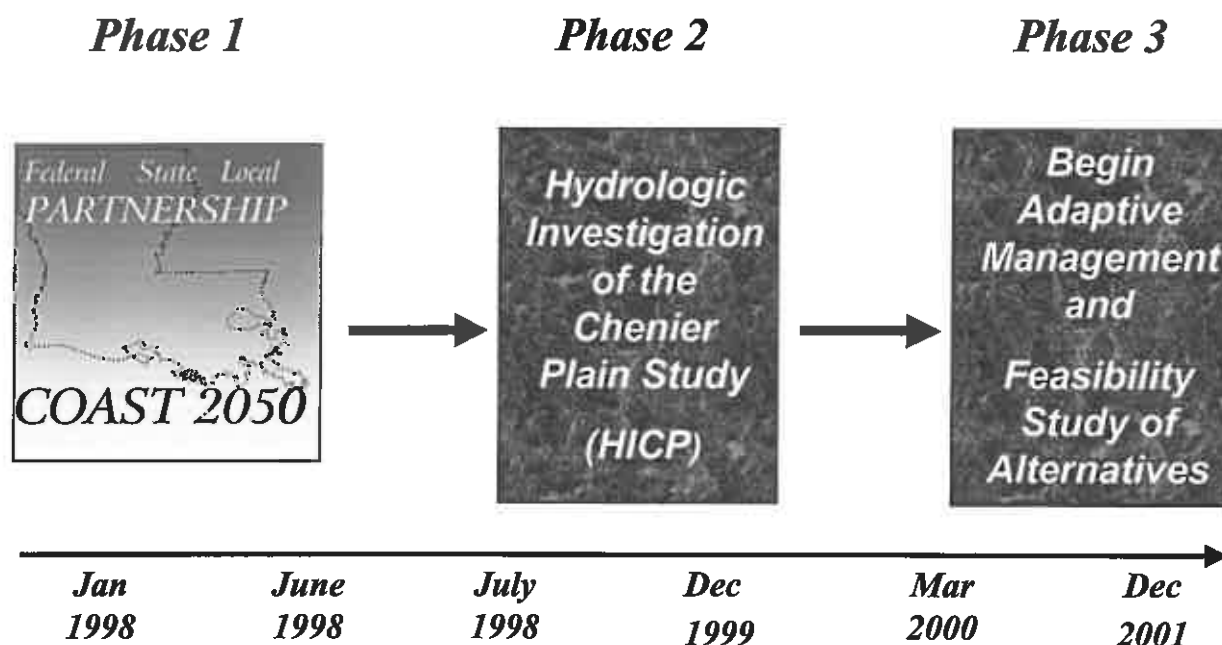 Phase 1
Phase 2
Phase 3
Federal State Local
PARTNERSHIP
COAST 2050
Hydrologic
Investigation
of the
Chenier
Plain Study
(HICP)
Begin
Adaptive
Management
and
Feasibility
Study of
Alternatives
Jan
1998
June
1998
July
1998
Dec
1999
Mar
2000
Dec
2001